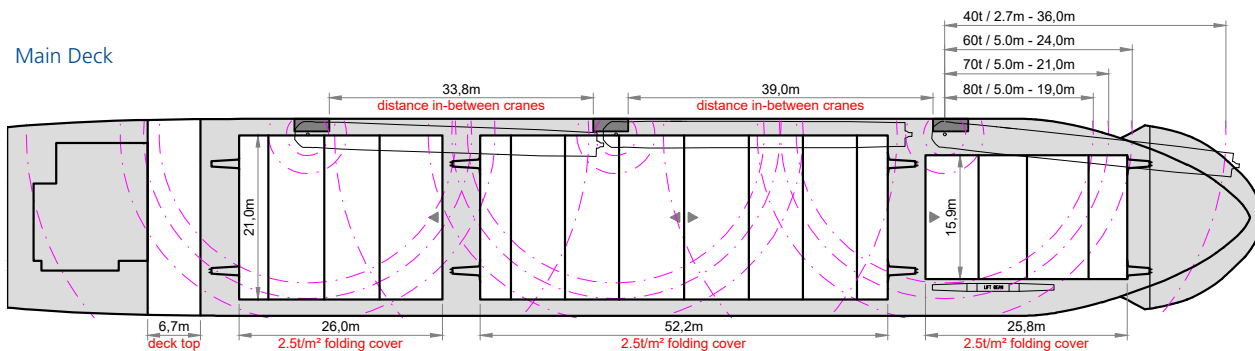 Main Deck
40t / 2.7m - 36,0m
60t / 5.0m - 24,0m
70t / 5.0m - 21,0m
80t / 5.0m - 19,0m
33,8m
distance in-between cranes
39,0m
distance in-between cranes
21,0m
15,9m
LIFT BEAM
6,7m
deck top
26,0m
2.5t/m² folding cover
52,2m
2.5t/m² folding cover
25,8m
2.5t/m² folding cover